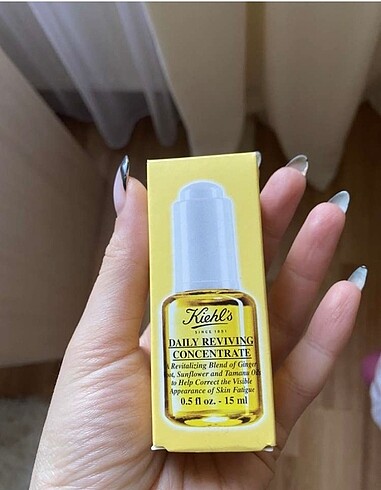 Kiehl's
SINCE 1851
DAILY REVIVING
CONCENTRATE
A Revitalizing Blend of Ginger
Root, Sunflower and Tamanu Oils
to Help Correct the Visible
Appearance of Skin Fatigue
0.5 fl oz. - 15 ml